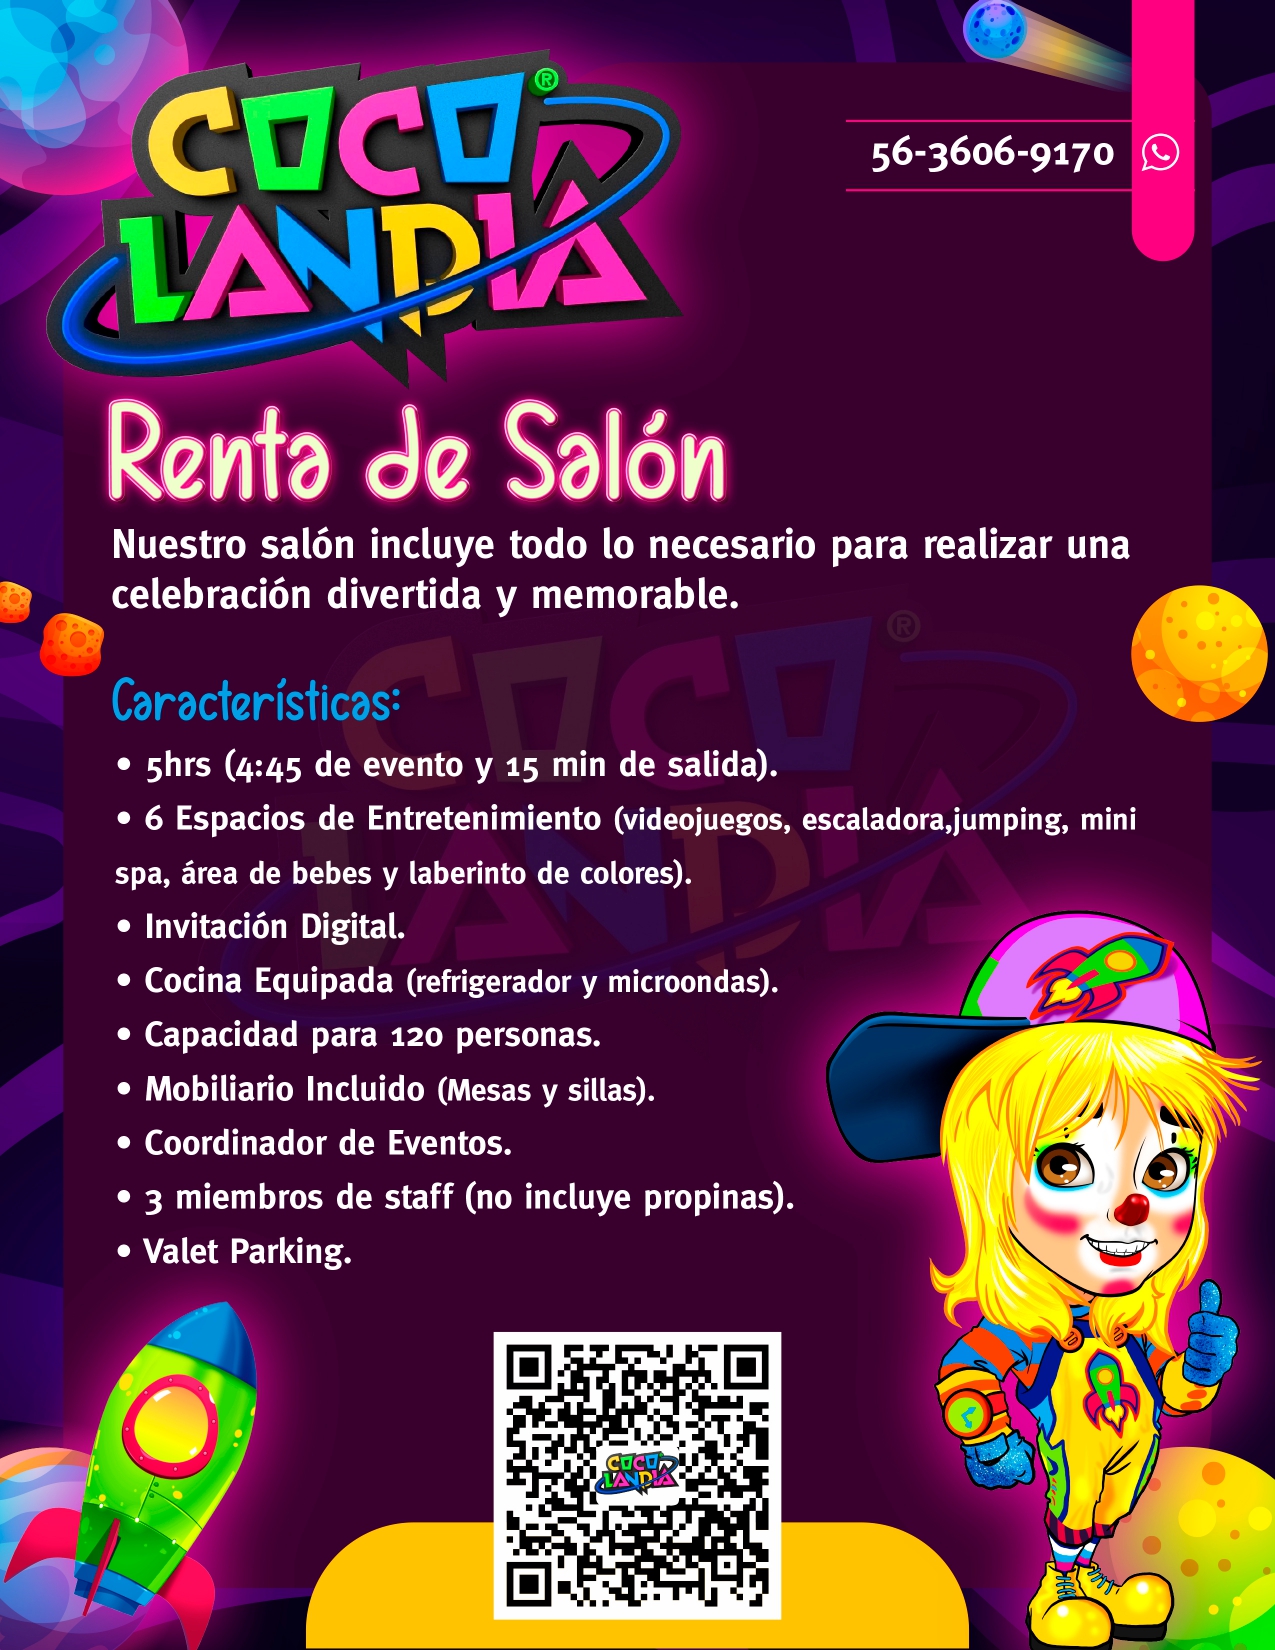 COCO®
LANDIA
56-3606-9170
Renta de Salón
Nuestro salón incluye todo lo necesario para realizar una
celebración divertida y memorable.
Características:
• 5hrs (4:45 de evento y 15 min de salida).
• 6 Espacios de Entretenimiento (videojuegos, escaladora,jumping, mini
spa, área de bebes y laberinto de colores).
• Invitación Digital.
• Cocina Equipada (refrigerador y microondas).
• Capacidad para 120 personas.
• Mobiliario Incluido (Mesas y sillas).
• Coordinador de Eventos.
• 3 miembros de staff (no incluye propinas).
• Valet Parking.
COCO
LANDIA